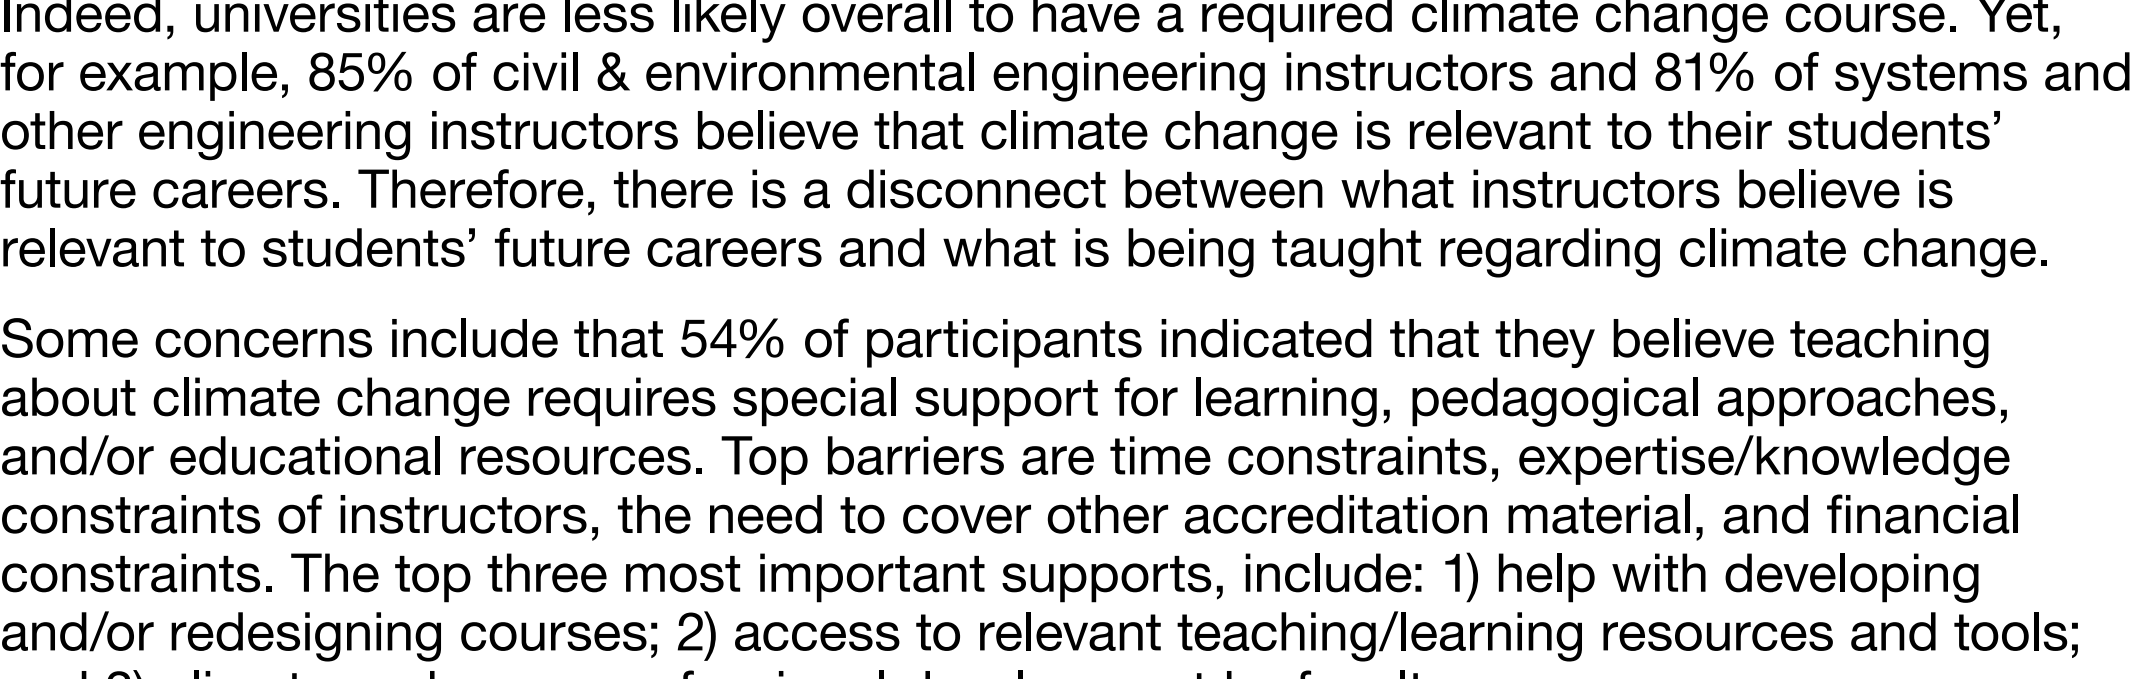 Indeed, universities are less likely overall to have a required climate change course. Yet,
for example, 85% of civil & environmental engineering instructors and 81% of systems and
other engineering instructors believe that climate change is relevant to their students’
future careers. Therefore, there is a disconnect between what instructors believe is
relevant to students’ future careers and what is being taught regarding climate change.
Some concerns include that 54% of participants indicated that they believe teaching
about climate change requires special support for learning, pedagogical approaches,
and/or educational resources. Top barriers are time constraints, expertise/knowledge
constraints of instructors, the need to cover other accreditation material, and financial
constraints. The top three most important supports, include: 1) help with developing
and/or redesigning courses; 2) access to relevant teaching/learning resources and tools;